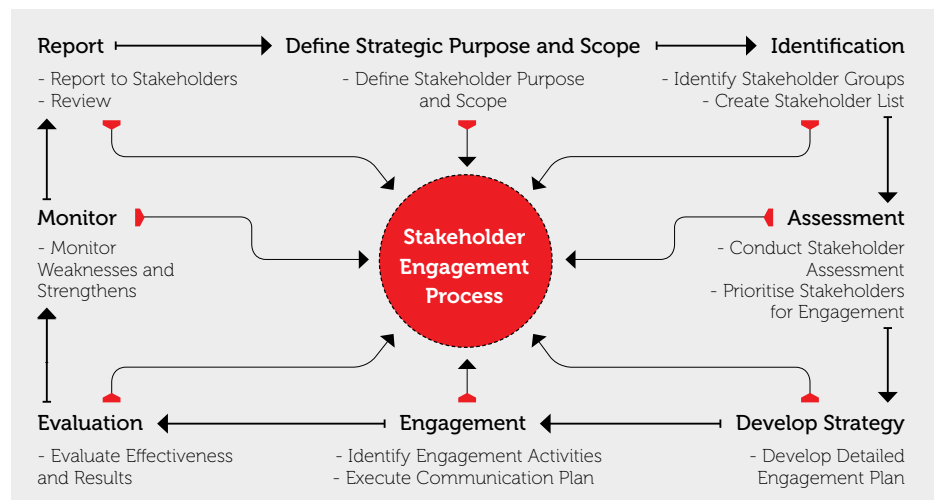 Report
Define Strategic Purpose and Scope
Identification
- Report to Stakeholders
- Review
- Define Stakeholder Purpose
and Scope
- Identify Stakeholder Groups
- Create Stakeholder List
Monitor
- Monitor
Weaknesses and
Strengthens
Stakeholder
Engagement
Process
Assessment
- Conduct Stakeholder
Assessment
- Prioritise Stakeholders
for Engagement
Evaluation
- Evaluate Effectiveness
and Results
Engagement
- Identify Engagement Activities
- Execute Communication Plan
Develop Strategy
- Develop Detailed
Engagement Plan